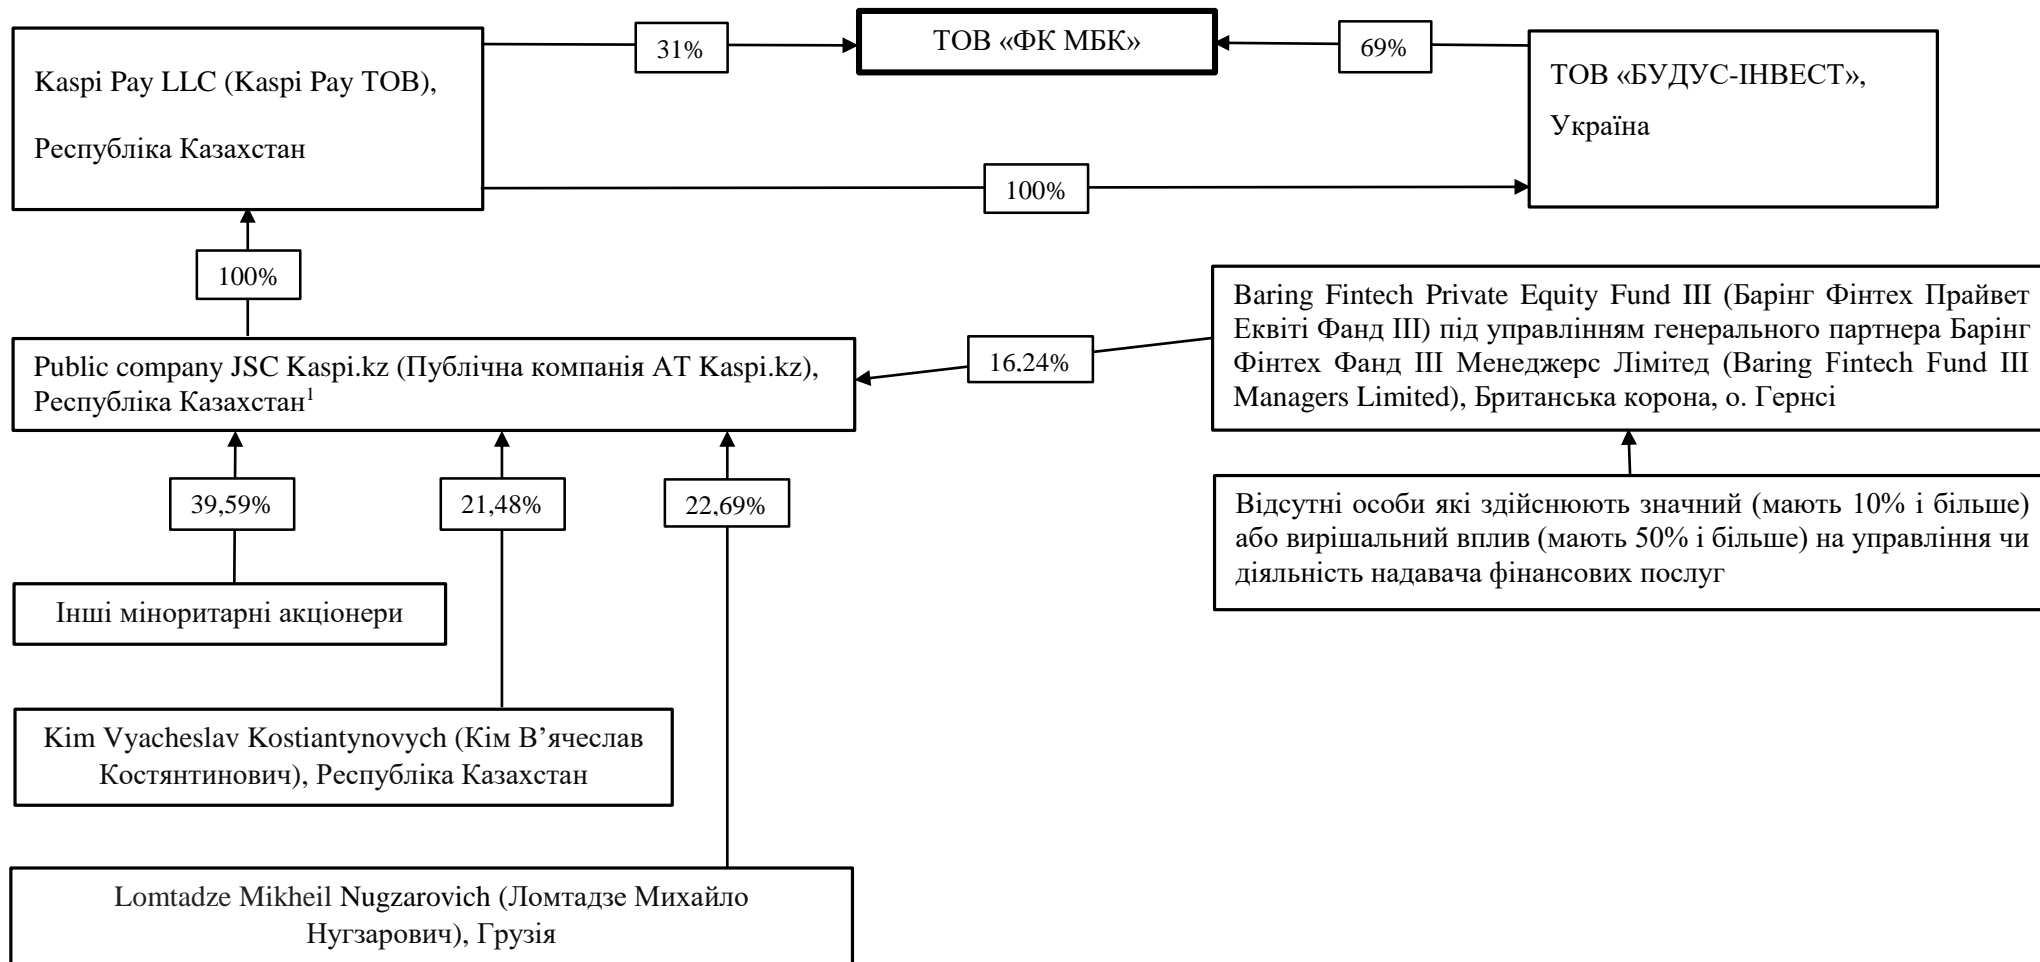 31%
ТОВ «ФК МБК»
69%
Kaspi Pay LLC (Kaspi Pay ТОВ),
Республіка Казахстан
ТОВ «БУДУС-ІНВЕСТ»,
Україна
100%
100%
Baring Fintech Private Equity Fund III (Барінг Фінтех Прайвет
Еквіті Фанд III) під управлінням генерального партнера Барінг
Фінтех Фанд III Менеджерс Лімітед (Baring Fintech Fund III
Managers Limited), Британська корона, о. Гернсі
16,24%
Public company JSC Kaspi.kz (Публічна компанія АТ Kaspi.kz),
Республіка Казахстан¹
39,59%
21,48%
22,69%
Відсутні особи які здійснюють значний (мають 10% і більше)
або вирішальний вплив (мають 50% і більше) на управління чи
діяльність надавача фінансових послуг
Інші міноритарні акціонери
Kim Vyacheslav Kostiantynovych (Кім В’ячеслав
Костянтинович), Республіка Казахстан
Lomtadze Mikheil Nugzarovich (Ломтадзе Михайло
Нугзарович), Грузія